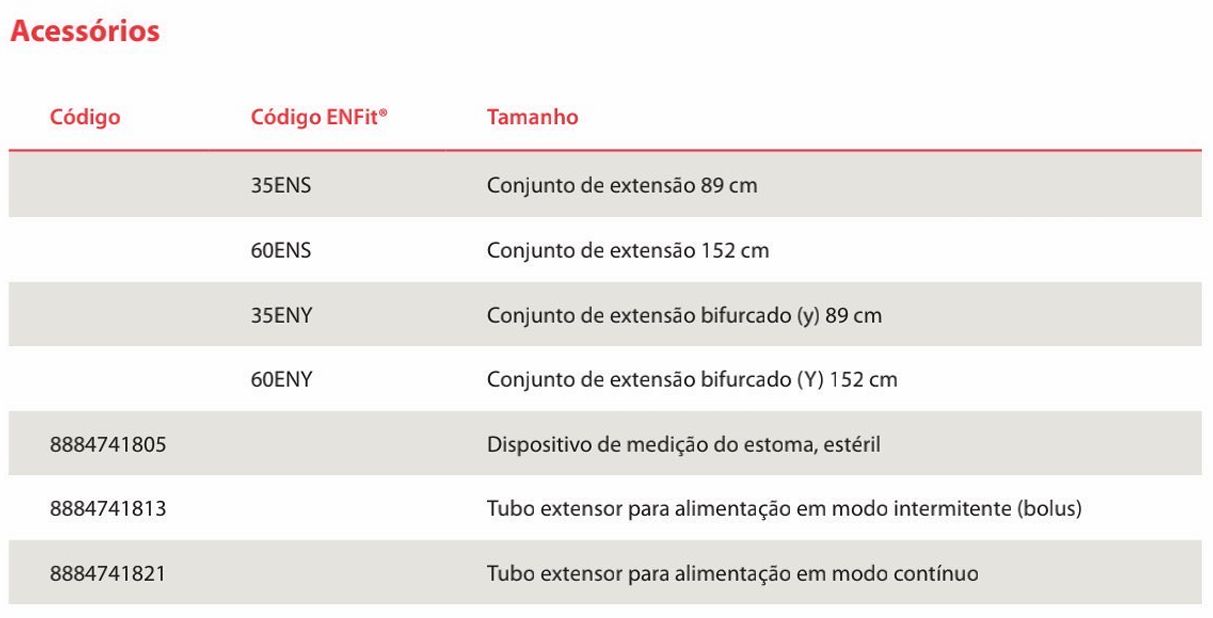 Acessórios
Código Código ENFit® Tamanho
35ENS Conjunto de extensão 89 cm
60ENS Conjunto de extensão 152 cm
35ENY Conjunto de extensão bifurcado (y) 89 cm
60ENY Conjunto de extensão bifurcado (Y) 152 cm
8884741805 Dispositivo de medição do estoma, estéril
8884741813 Tubo extensor para alimentação em modo intermitente (bolus)
8884741821 Tubo extensor para alimentação em modo contínuo